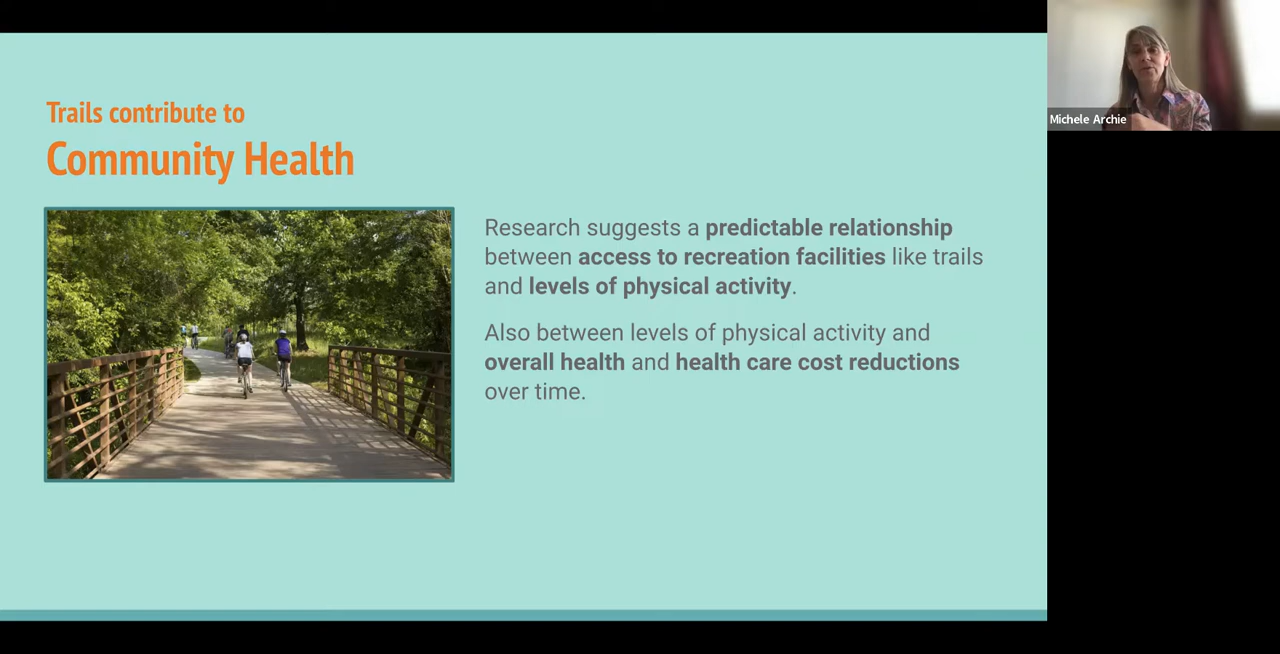 Trails contribute to
Community Health
Research suggests a predictable relationship
between access to recreation facilities like trails
and levels of physical activity.
Also between levels of physical activity and
overall health and health care cost reductions
over time.
Michele Archie